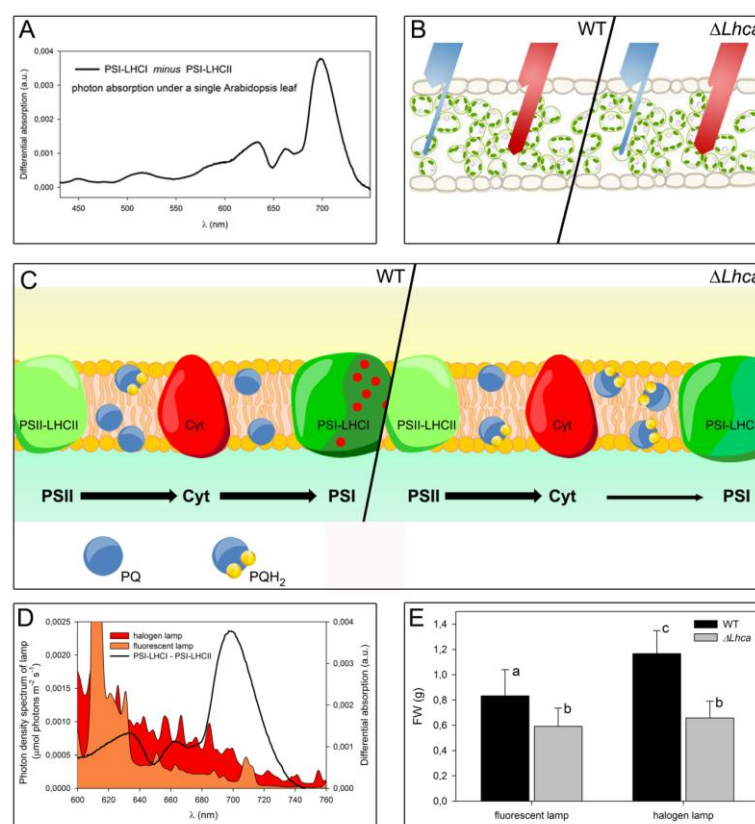 A
0,004
0,003
0,002
0,001
0,000
Differential absorption (a.u.)
PSI-LHCI minus PSI-LHCII
photon absorption under a single Arabidopsis leaf
450 500 550 600 650 700
λ (nm)
B
WT
ΔLhca
C
WT
ΔLhca
PSII-LHCII
Cyt
PSI-LHCI
PSII-LHCII
Cyt
PSI-LHC
PSII
Cyt
PSI
PSII
Cyt
PSI
PQ
PQH2
D
0,0025
0,0020
0,0015
0,0010
0,0005
0,0000
Photon density spectrum of lamp
(μmol photons m-2 s-1)
halogen lamp
fluorescent lamp
PSI-LHCI - PSI-LHCII
0,004
0,003
0,002
0,001
0,000
Differential absorption (a.u.)
600 620 640 660 680 700 720 740 760
λ (nm)
E
1,4
1,2
1,0
0,8
0,6
0,4
0,2
0,0
FW (g)
WT
ΔLhca
a
b
c
b
fluorescent lamp
halogen lamp